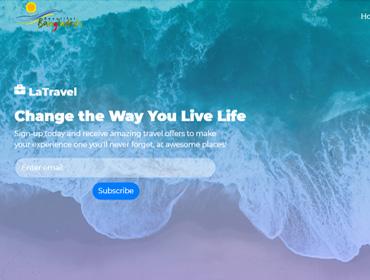 Beautiful
Bangladesh
Ho
LaTravel
Change the Way You Live Life
Sign-up today and receive amazing travel offers to make
your experience one you'll never forget, at awesome places!
Enter email
Subscribe